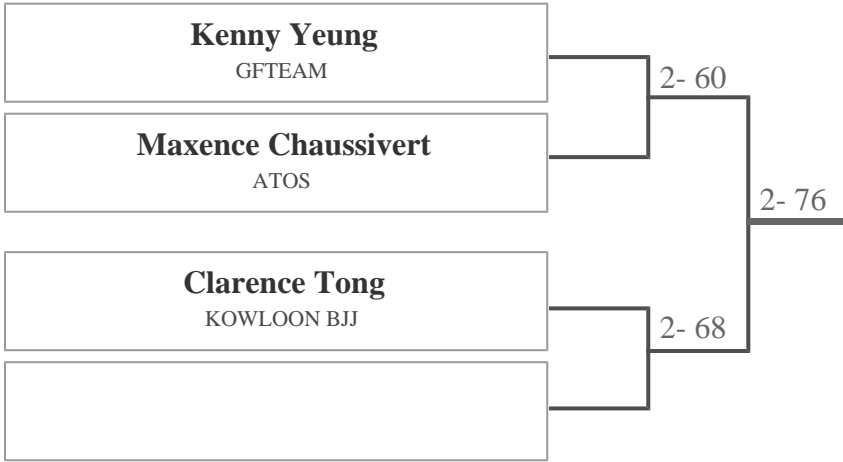 Kenny Yeung
GFTEAM
2- 60
Maxence Chaussivert
ATOS
2- 76
Clarence Tong
KOWLOON BJJ
2- 68